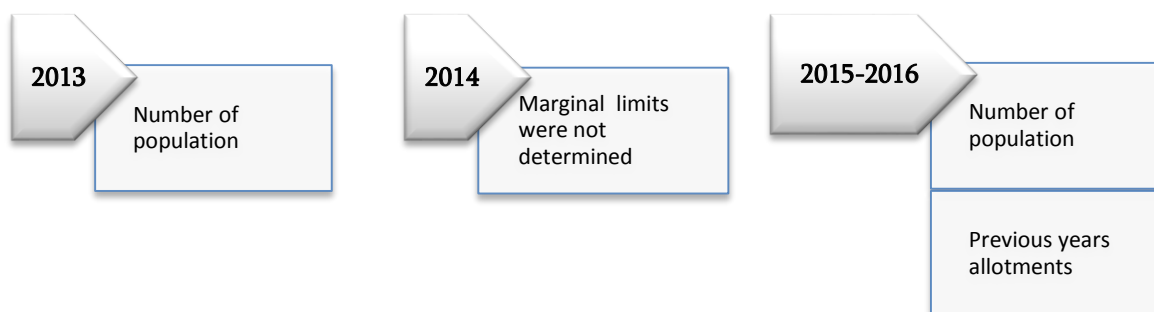 2013
Number of
population
2014
Marginal limits
were not
determined
2015-2016
Number of
population
Previous years
allotments